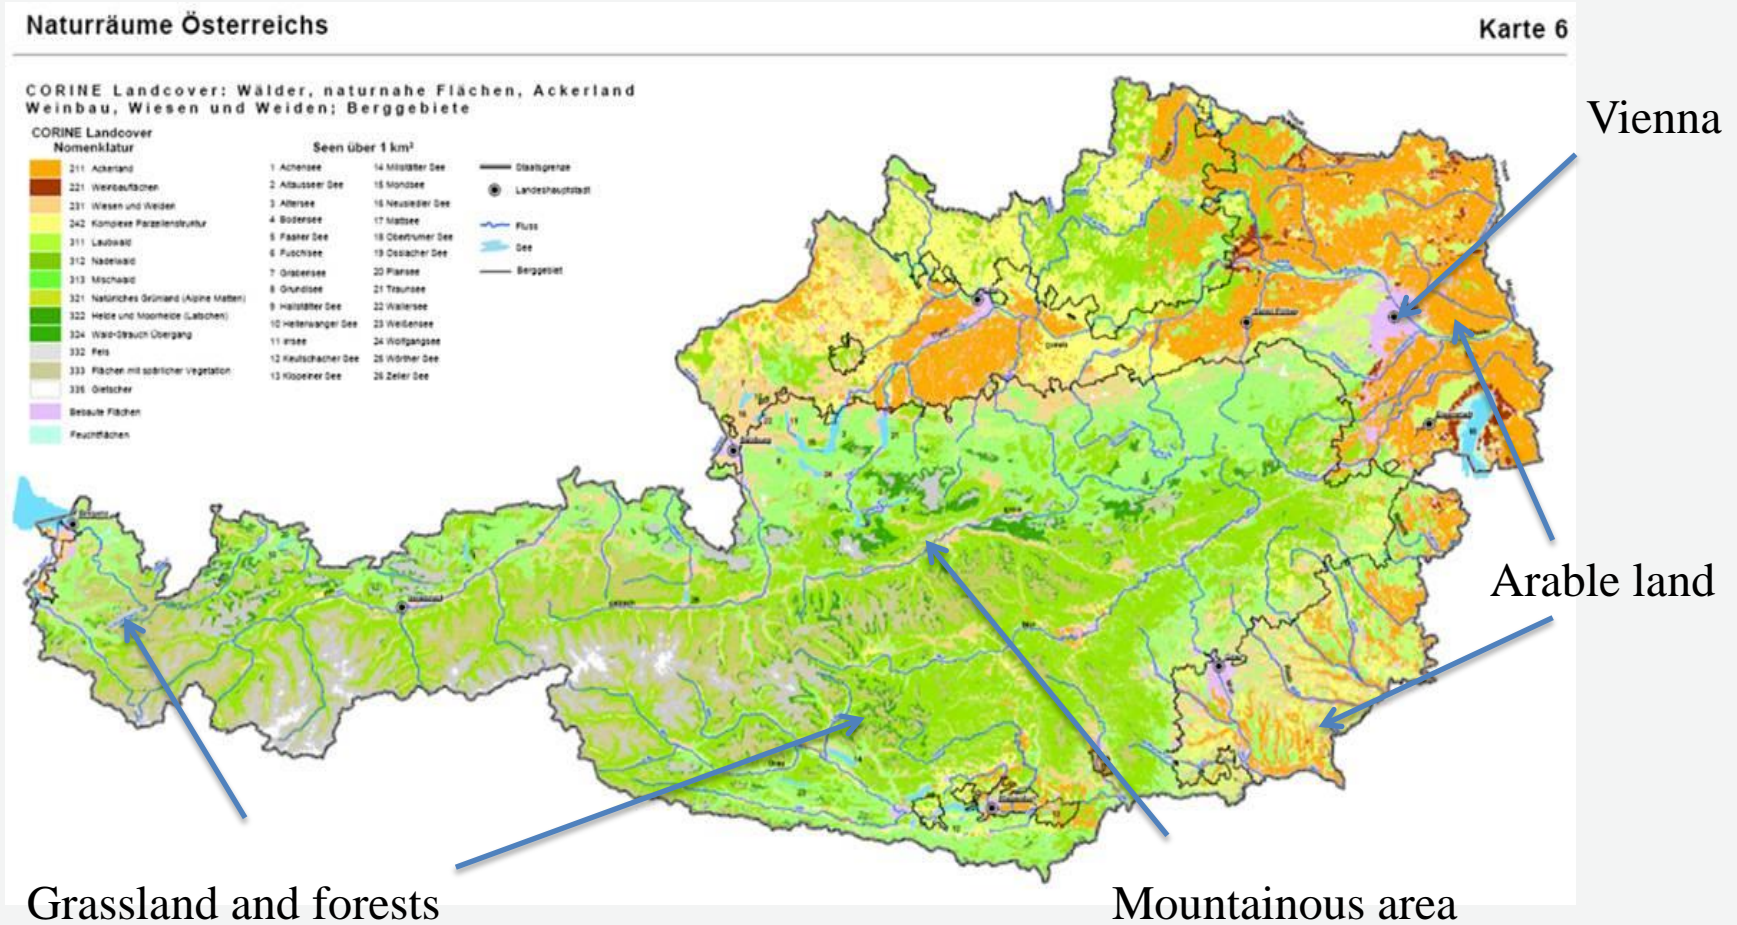 Naturräume Österreichs
Karte 6
CORINE Landcover: Wälder, naturnahe Flächen, Ackerland
Weinbau, Wiesen und Weiden; Berggebiete
CORINE Landcover
Nomenklatur
211 Ackerland
221 Weinbauflächen
231 Wiesen und Weiden
242 Komplexe Parzellenstruktur
311 Laubwald
312 Nadelwald
313 Mischwald
321 Natürliches Grünland (Alpine Matten)
322 Heide und Moorheide (Latschen)
324 Wald-Strauch Übergang
332 Fels
333 Flächen mit spärlicher Vegetation
335 Gletscher
Bebaute Flächen
Feuchtflächen
Seen über 1 km²
1 Achensee
2 Altausseer See
3 Attersee
4 Bodensee
5 Faaker See
6 Fuschlsee
7 Grabensee
8 Grundlsee
9 Hallstätter See
10 Heiterwanger See
11 Irrsee
12 Keutschacher See
13 Klopeiner See
14 Millstätter See
15 Mondsee
16 Neusiedler See
17 Mattsee
18 Obertrumer See
19 Ossiacher See
20 Plansee
21 Traunsee
22 Wallersee
23 Weißensee
24 Wolfgangsee
25 Wörther See
26 Zeller See
Staatsgrenze
Landeshauptstadt
Fluss
See
Berggebiet
Vienna
Arable land
Grassland and forests
Mountainous area